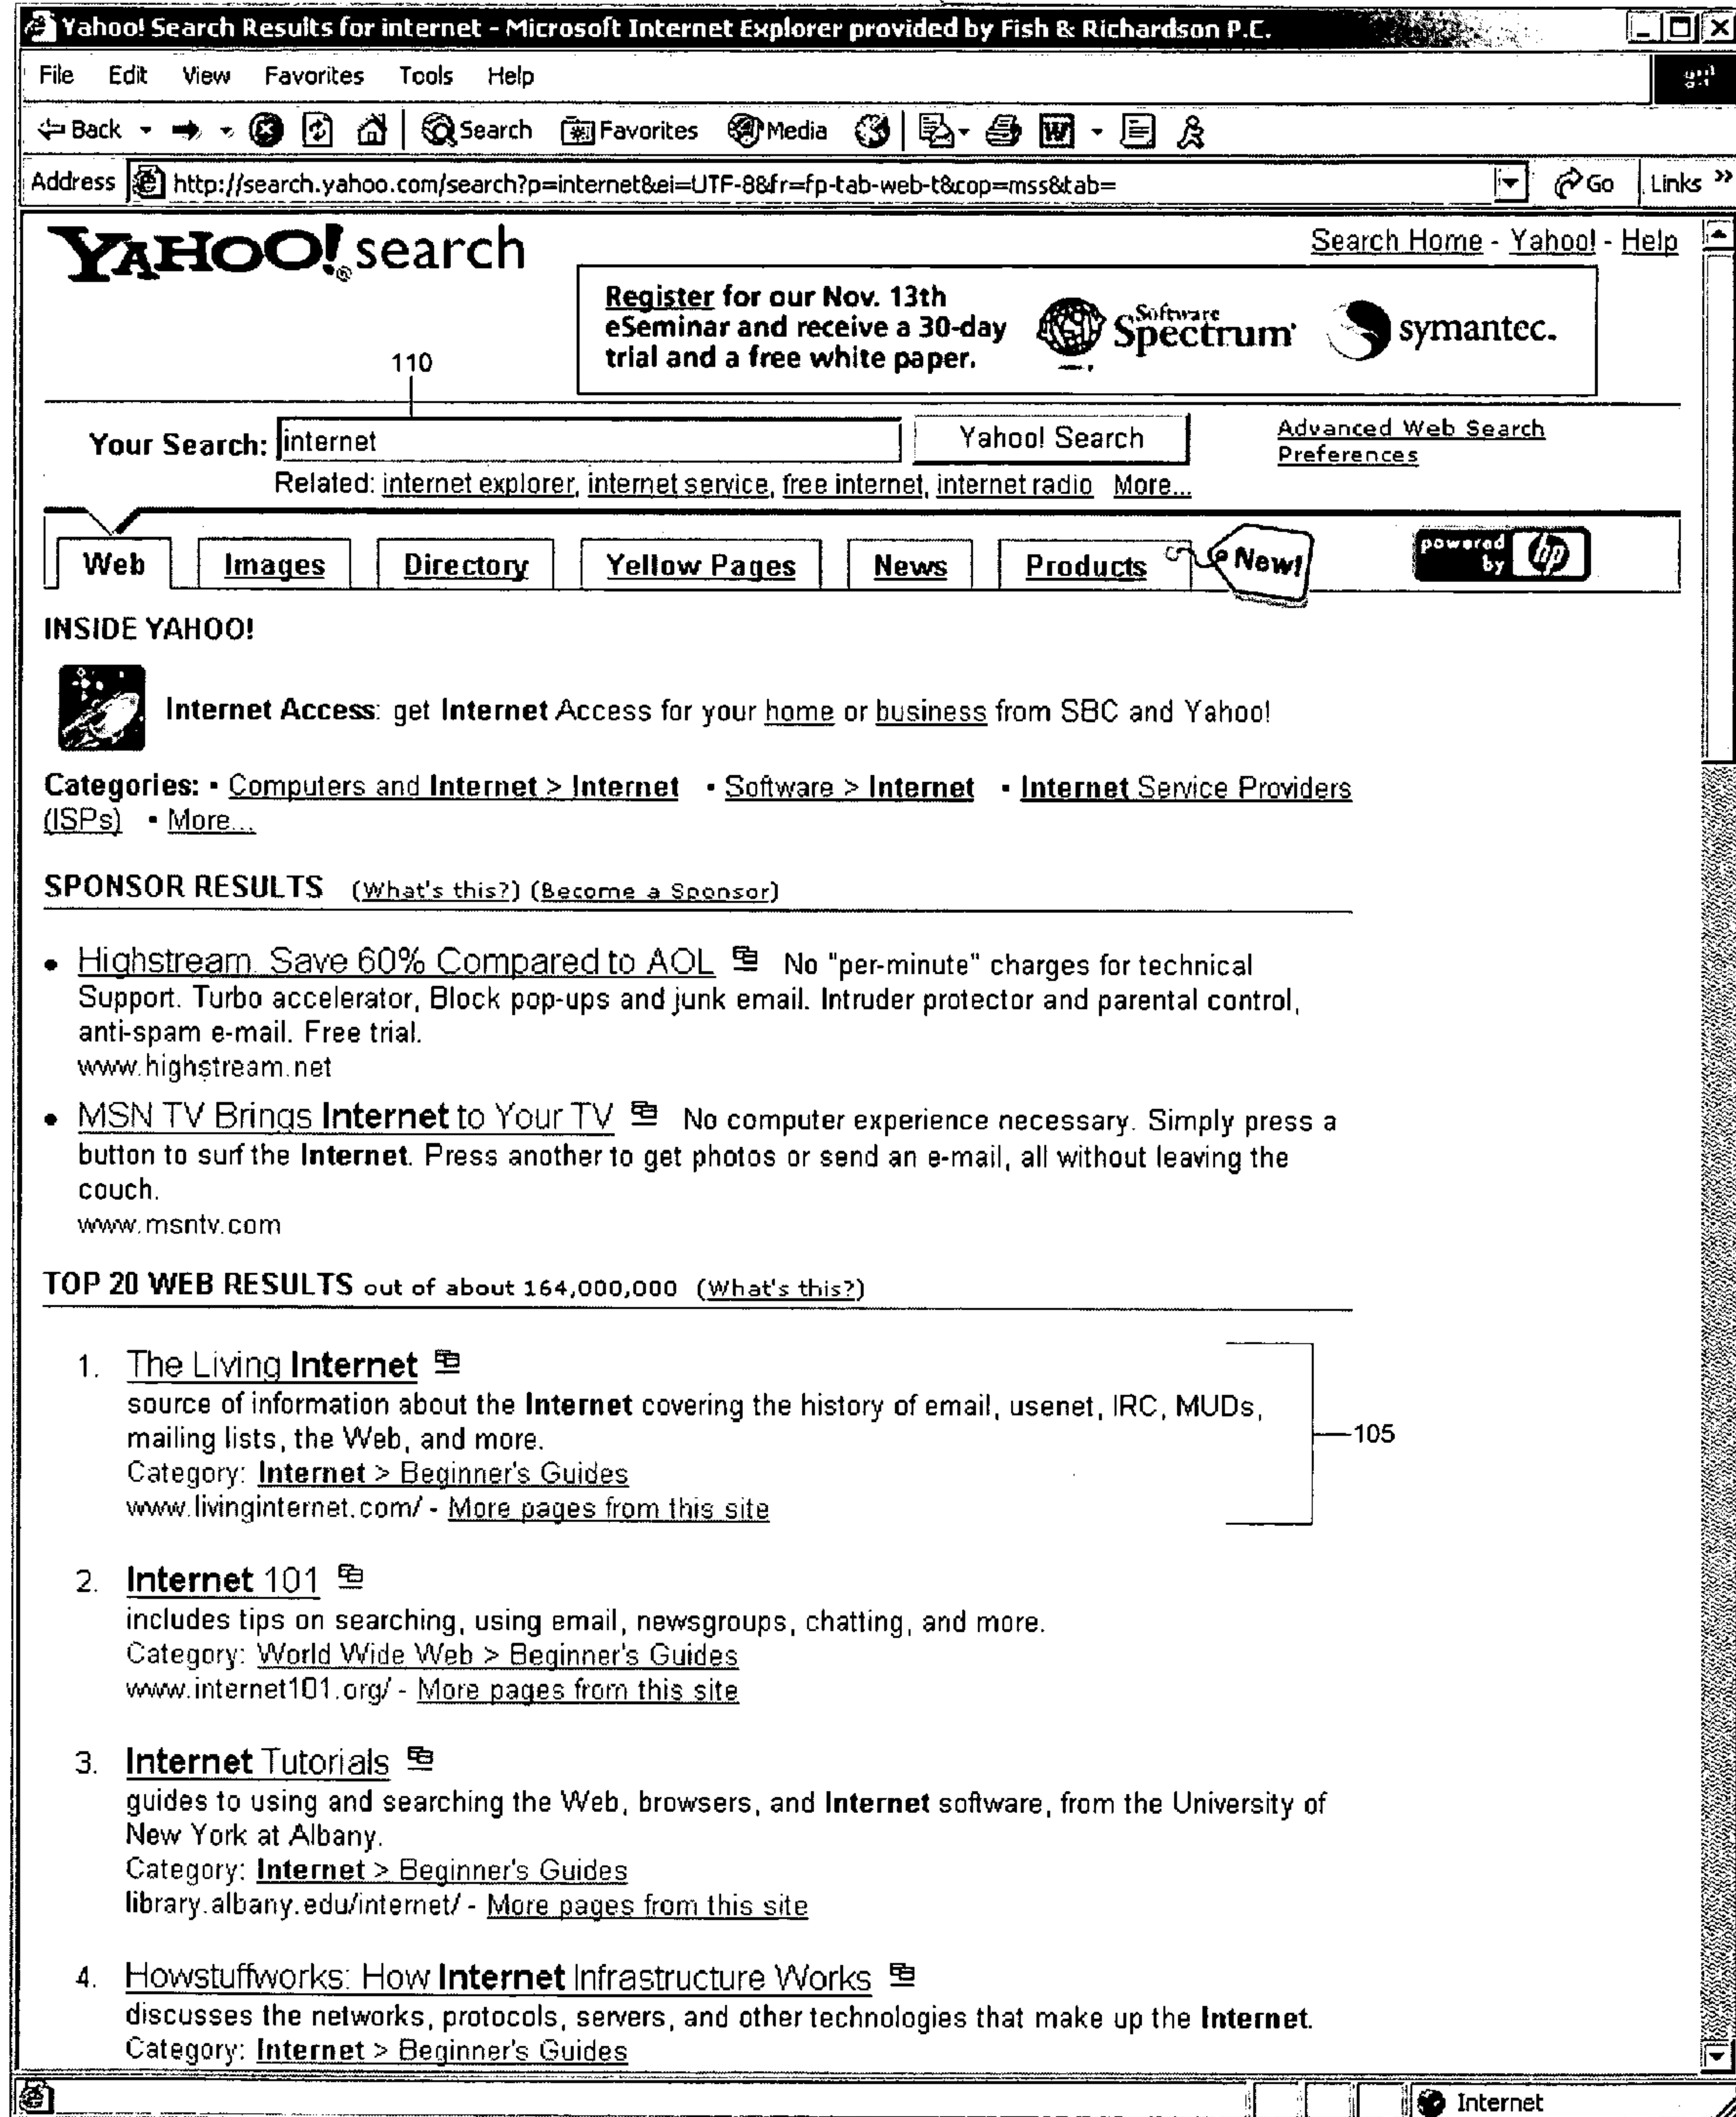 Yahoo! Search Results for internet - Microsoft Internet Explorer provided by Fish & Richardson P.C.
File Edit View Favorites Tools Help
Back Search Favorites Media
Address http://search.yahoo.com/search?p=internet&ei=UTF-8&fr=fp-tab-web-t&cop=mss&tab= Go Links »
YAHOO!® search
Search Home - Yahoo! - Help
Register for our Nov. 13th
eSeminar and receive a 30-day
trial and a free white paper.
Software
Spectrum
symantec.
110
Your Search: internet Yahoo! Search
Advanced Web Search
Preferences
Related: internet explorer, internet service, free internet, internet radio More...
Web Images Directory Yellow Pages News Products New!
powered
by hp
INSIDE YAHOO!
Internet Access: get Internet Access for your home or business from SBC and Yahoo!
Categories: ▪ Computers and Internet > Internet ▪ Software > Internet ▪ Internet Service Providers
(ISPs) ▪ More...
SPONSOR RESULTS (What's this?) (Become a Sponsor)
• Highstream. Save 60% Compared to AOL No "per-minute" charges for technical
Support. Turbo accelerator, Block pop-ups and junk email. Intruder protector and parental control,
anti-spam e-mail. Free trial.
www.highstream.net
• MSN TV Brings Internet to Your TV No computer experience necessary. Simply press a
button to surf the Internet. Press another to get photos or send an e-mail, all without leaving the
couch.
www.msntv.com
TOP 20 WEB RESULTS out of about 164,000,000 (What's this?)
1. The Living Internet
source of information about the Internet covering the history of email, usenet, IRC, MUDs,
mailing lists, the Web, and more.
Category: Internet > Beginner's Guides
www.livinginternet.com/ - More pages from this site
105
2. Internet 101
includes tips on searching, using email, newsgroups, chatting, and more.
Category: World Wide Web > Beginner's Guides
www.internet101.org/ - More pages from this site
3. Internet Tutorials
guides to using and searching the Web, browsers, and Internet software, from the University of
New York at Albany.
Category: Internet > Beginner's Guides
library.albany.edu/internet/ - More pages from this site
4. Howstuffworks: How Internet Infrastructure Works
discusses the networks, protocols, servers, and other technologies that make up the Internet.
Category: Internet > Beginner's Guides
Internet